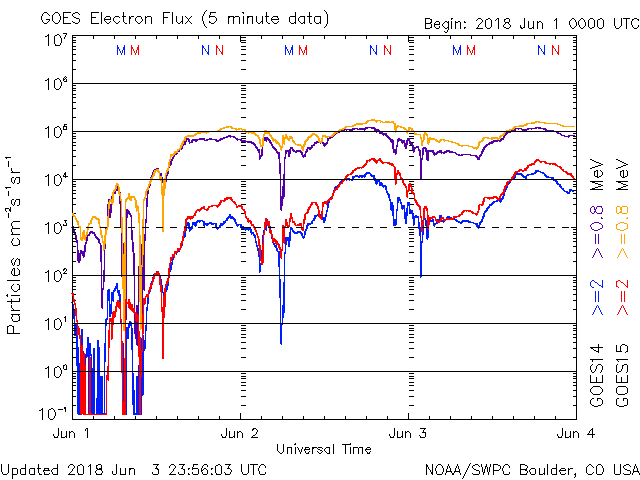 GOES Electron Flux (5 minute data)
Begin: 2018 Jun 1 0000 UTC
10⁷
10⁶
10⁵
10⁴
10³
10²
10¹
10⁰
10⁻¹
Particles cm⁻²s⁻¹sr⁻¹
M M N N M M N N M M N N
Jun 1 Jun 2 Jun 3 Jun 4
Universal Time
GOES14 >=2 >=0.8 MeV
GOES15 >=2 >=0.8 MeV
Updated 2018 Jun 3 23:56:03 UTC
NOAA/SWPC Boulder, CO USA